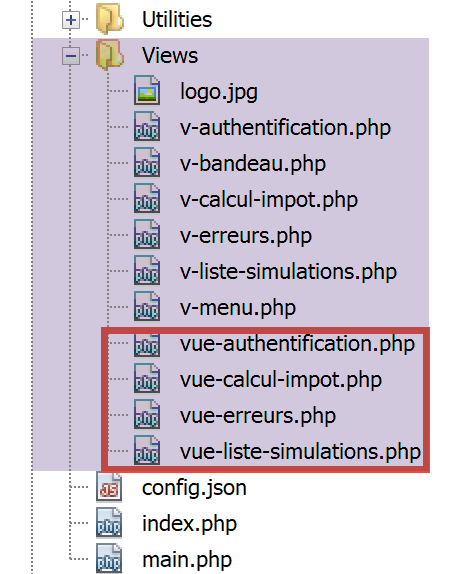 Utilities
Views
logo.jpg
v-authentification.php
v-bandeau.php
v-calcul-impot.php
v-erreurs.php
v-liste-simulations.php
v-menu.php
vue-authentification.php
vue-calcul-impot.php
vue-erreurs.php
vue-liste-simulations.php
config.json
index.php
main.php